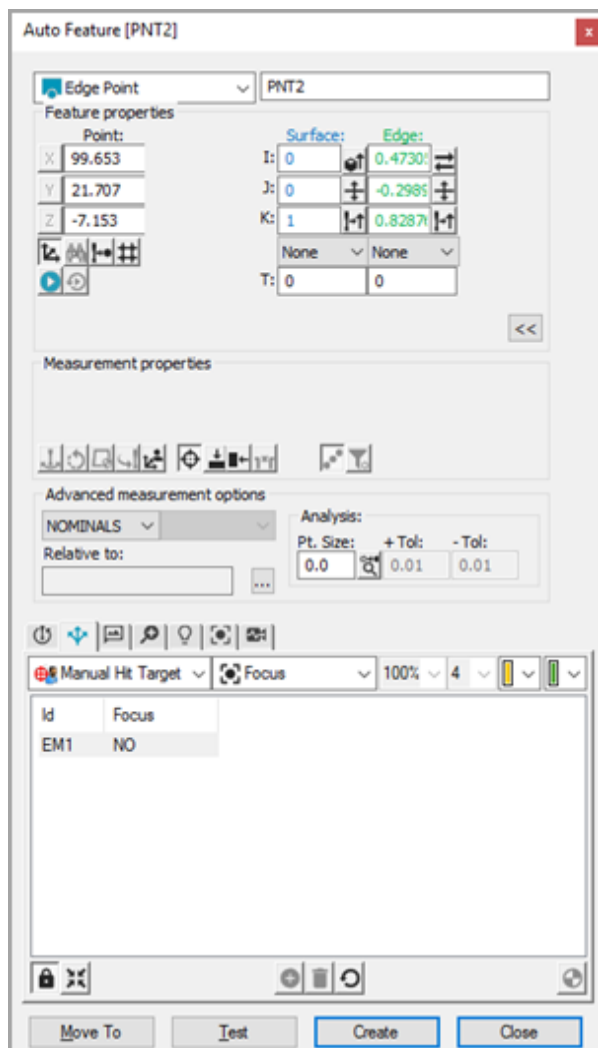 Auto Feature [PNT2]
x
Edge Point PNT2
Feature properties
Point: Surface: Edge:
X 99.653 I: 0 0.4730
Y 21.707 J: 0 -0.2989
Z -7.153 K: 1 0.8287
None None
T: 0 0
<<
Measurement properties
Advanced measurement options
NOMINALS Analysis:
Pt. Size: + Tol: - Tol:
Relative to: 0.0 0.01 0.01
...
Manual Hit Target Focus 100% 4
Id Focus
EM1 NO
Move To Test Create Close